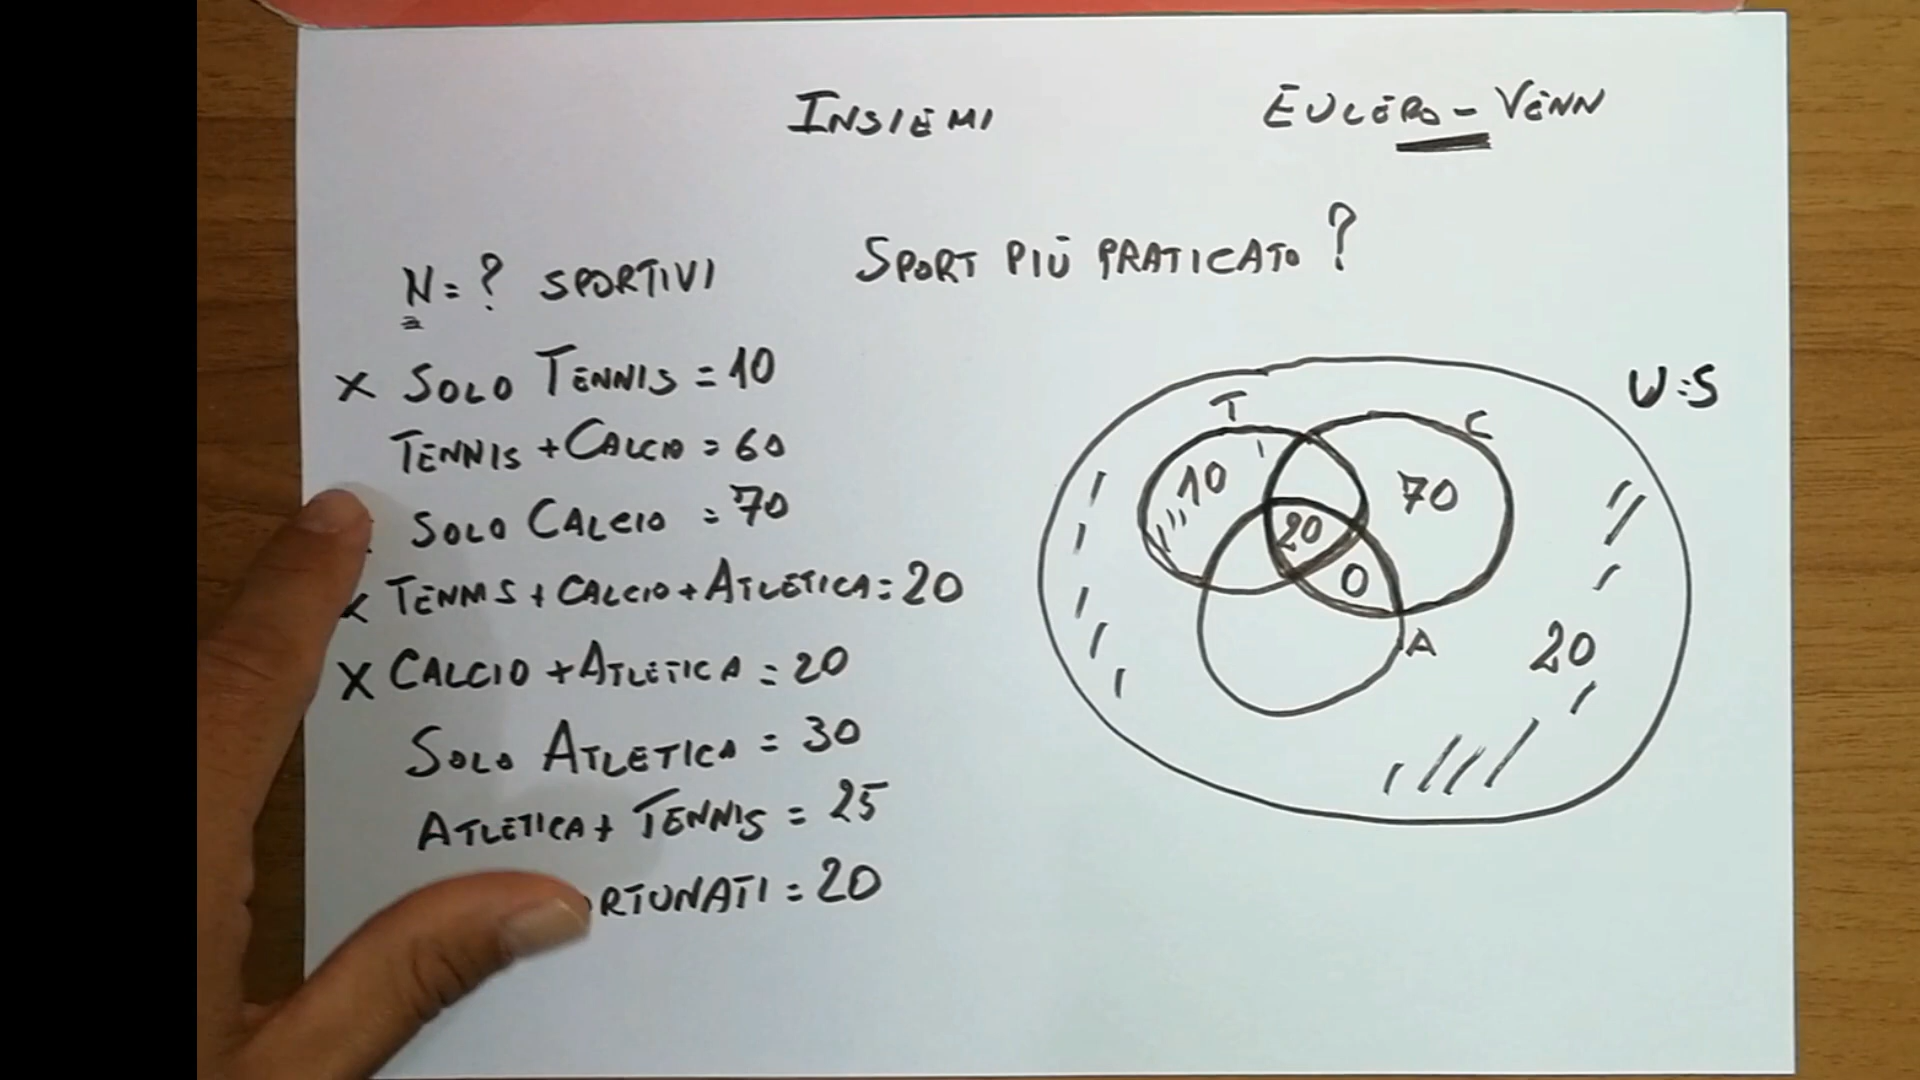 INSIEMI
EULERO-VENN
N=? SPORTIVI
SPORT PIÙ PRATICATO?
X SOLO TENNIS = 10
TENNIS + CALCIO = 60
SOLO CALCIO = 70
X TENNIS + CALCIO + ATLETICA = 20
X CALCIO + ATLETICA = 20
SOLO ATLETICA = 30
ATLETICA + TENNIS = 25
RTUNATI = 20
U=S
T
C
10
70
20
0
A
20